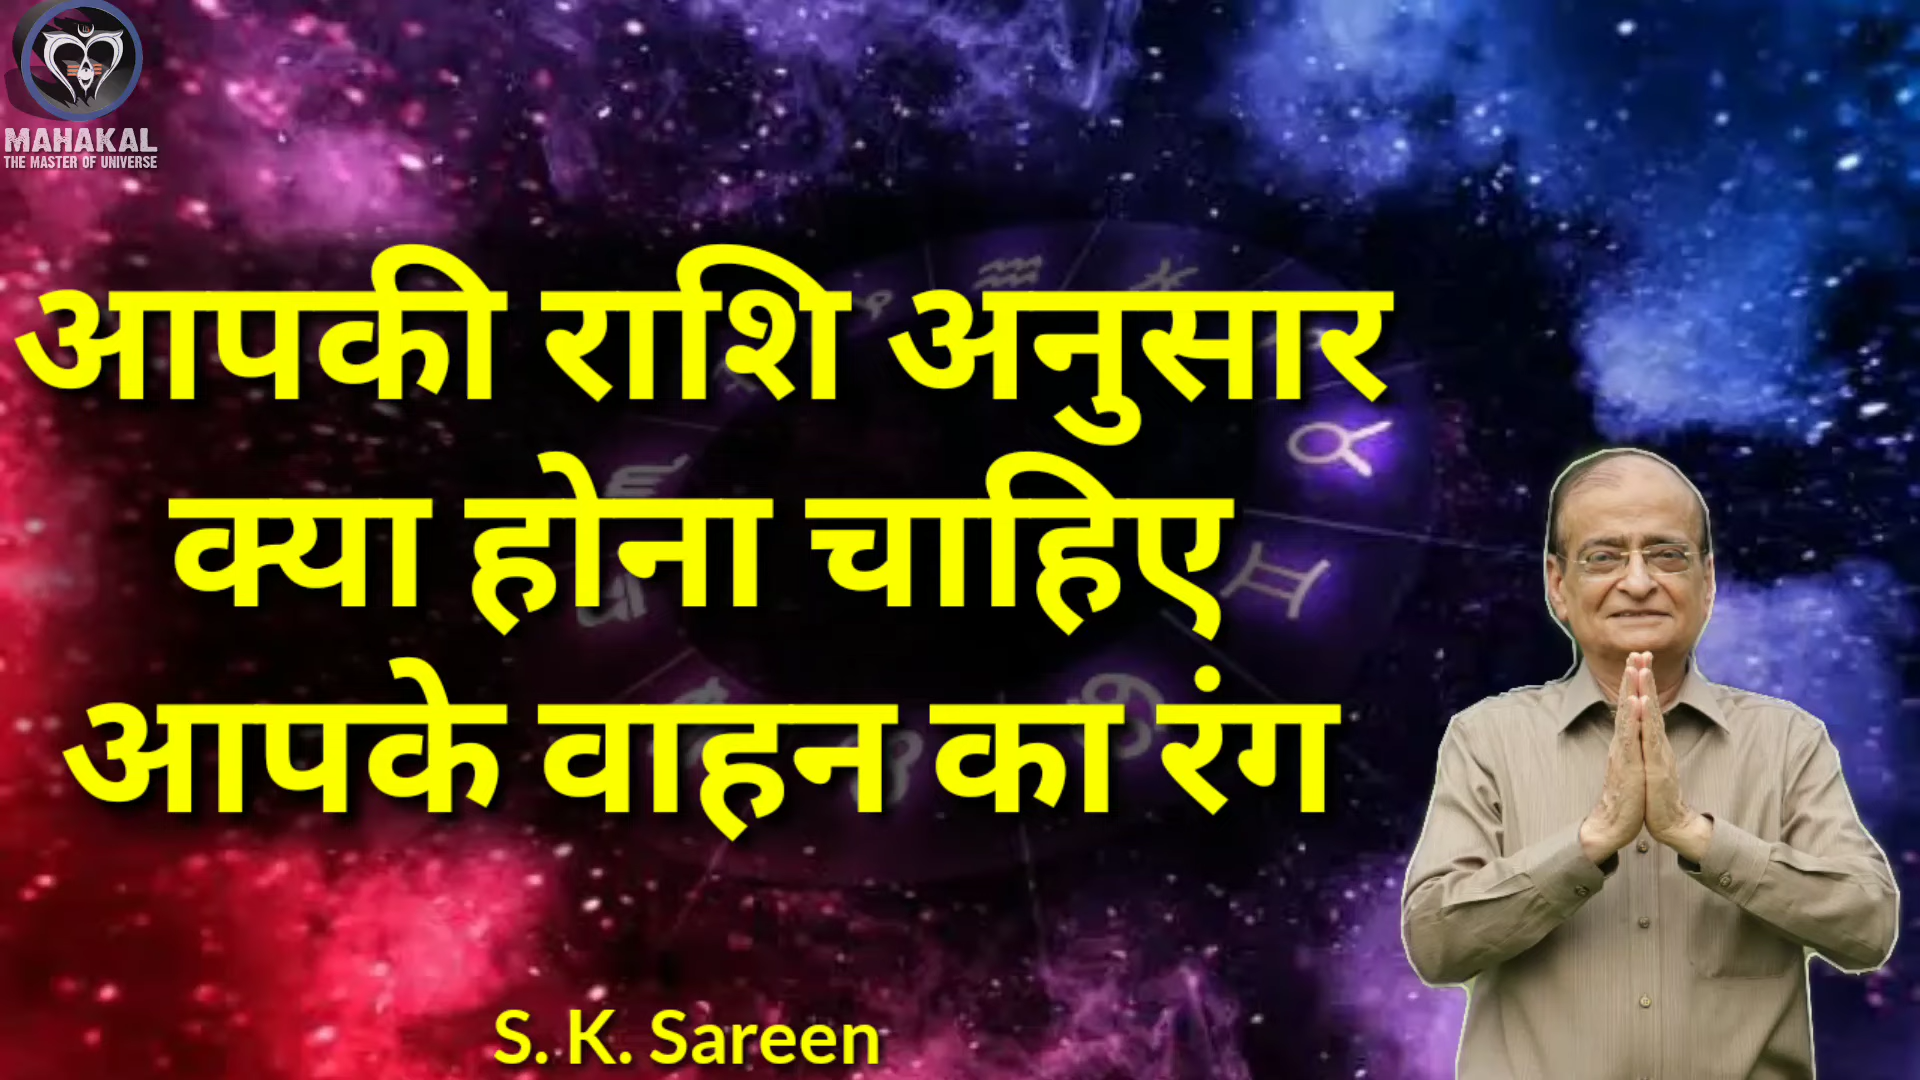 MAHAKAL
THE MASTER OF UNIVERSE
आपकी राशि अनुसार
क्या होना चाहिए
आपके वाहन का रंग
S. K. Sareen